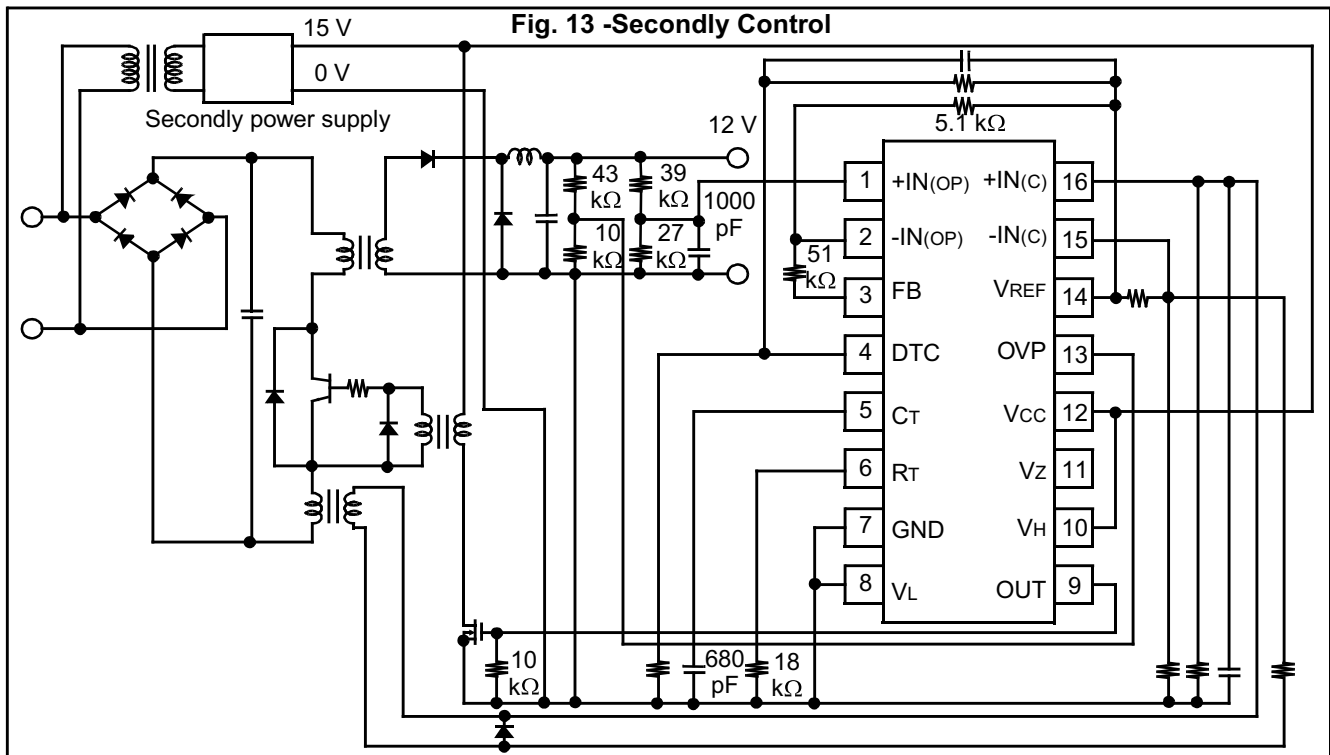 Fig. 13 -Secondly Control
15 V
0 V
Secondly power supply
12 V
5.1 kΩ
43
kΩ
39
kΩ
1000
pF
10
kΩ
27
kΩ
51
kΩ
1 +IN(OP)
2 -IN(OP)
3 FB
4 DTC
5 CT
6 RT
7 GND
8 VL
+IN(C) 16
-IN(C) 15
VREF 14
OVP 13
VCC 12
VZ 11
VH 10
OUT 9
10
kΩ
680
pF
18
kΩ